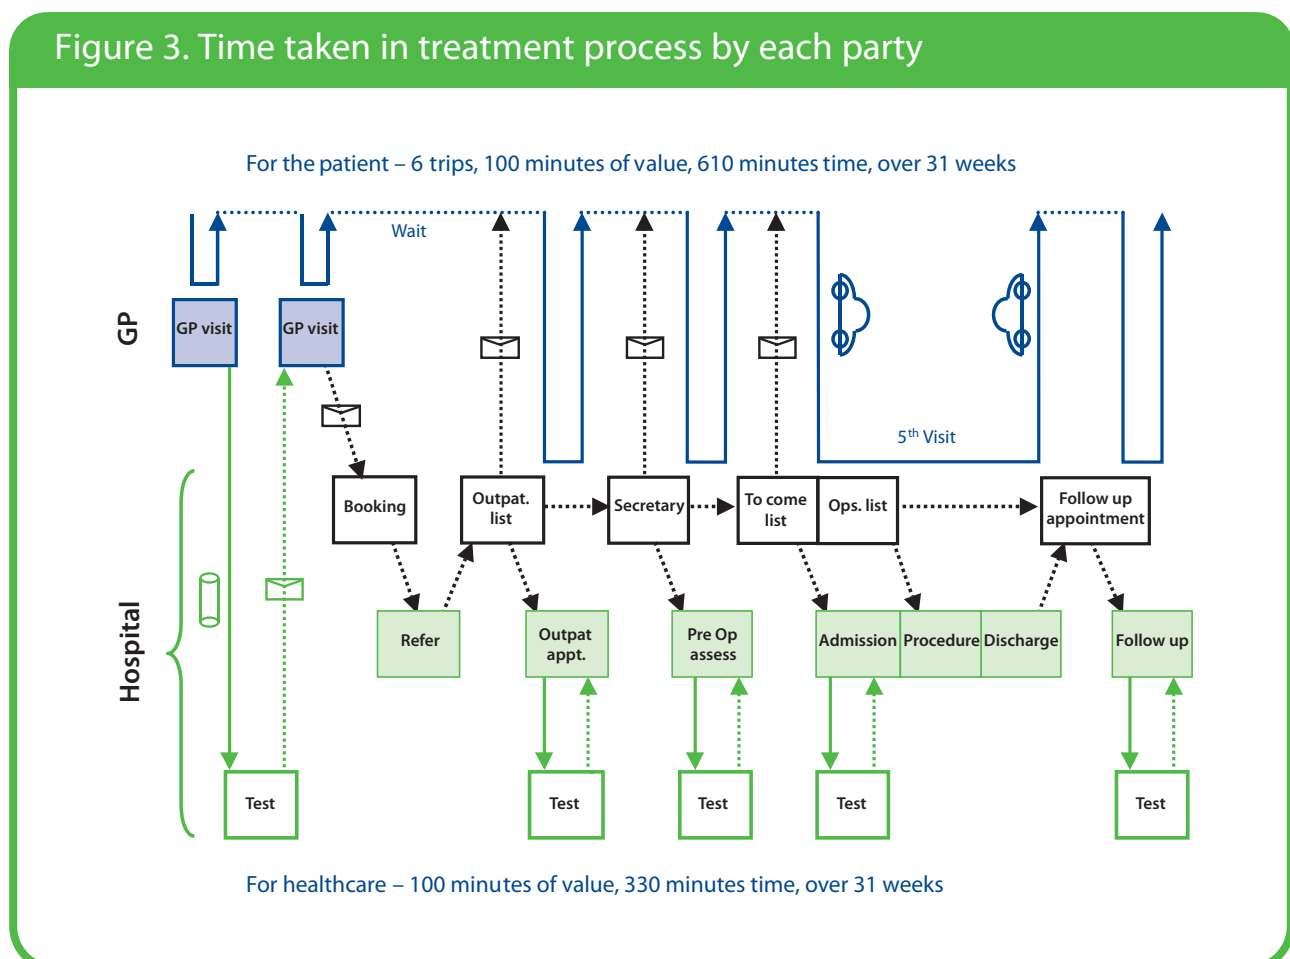 Figure 3. Time taken in treatment process by each party
For the patient – 6 trips, 100 minutes of value, 610 minutes time, over 31 weeks
Wait
GP
GP visit
GP visit
5th Visit
Hospital
Booking
Outpat.
list
Secretary
To come
list
Ops. list
Follow up
appointment
Refer
Outpat
appt.
Pre Op
assess
Admission
Procedure
Discharge
Follow up
Test
Test
Test
Test
Test
For healthcare – 100 minutes of value, 330 minutes time, over 31 weeks